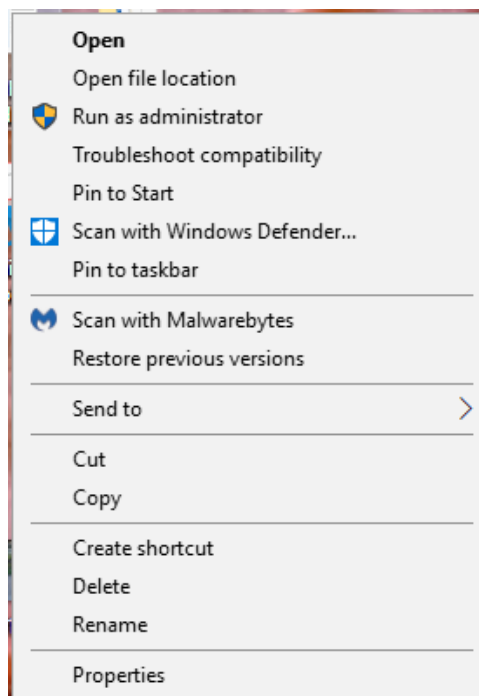 Open
Open file location
Run as administrator
Troubleshoot compatibility
Pin to Start
Scan with Windows Defender...
Pin to taskbar
Scan with Malwarebytes
Restore previous versions
Send to
Cut
Copy
Create shortcut
Delete
Rename
Properties